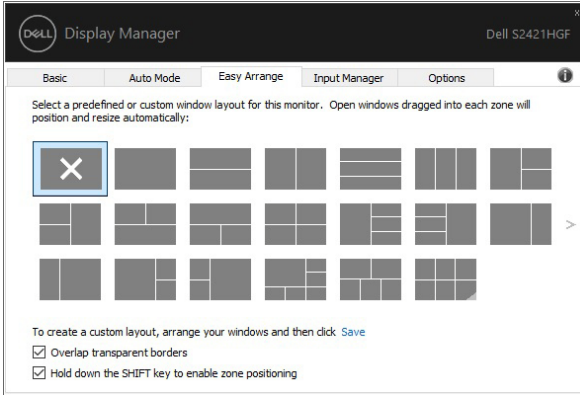 DELL Display Manager
Dell S2421HGF
Basic Auto Mode Easy Arrange Input Manager Options
Select a predefined or custom window layout for this monitor. Open windows dragged into each zone will
position and resize automatically:
To create a custom layout, arrange your windows and then click Save
Overlap transparent borders
Hold down the SHIFT key to enable zone positioning